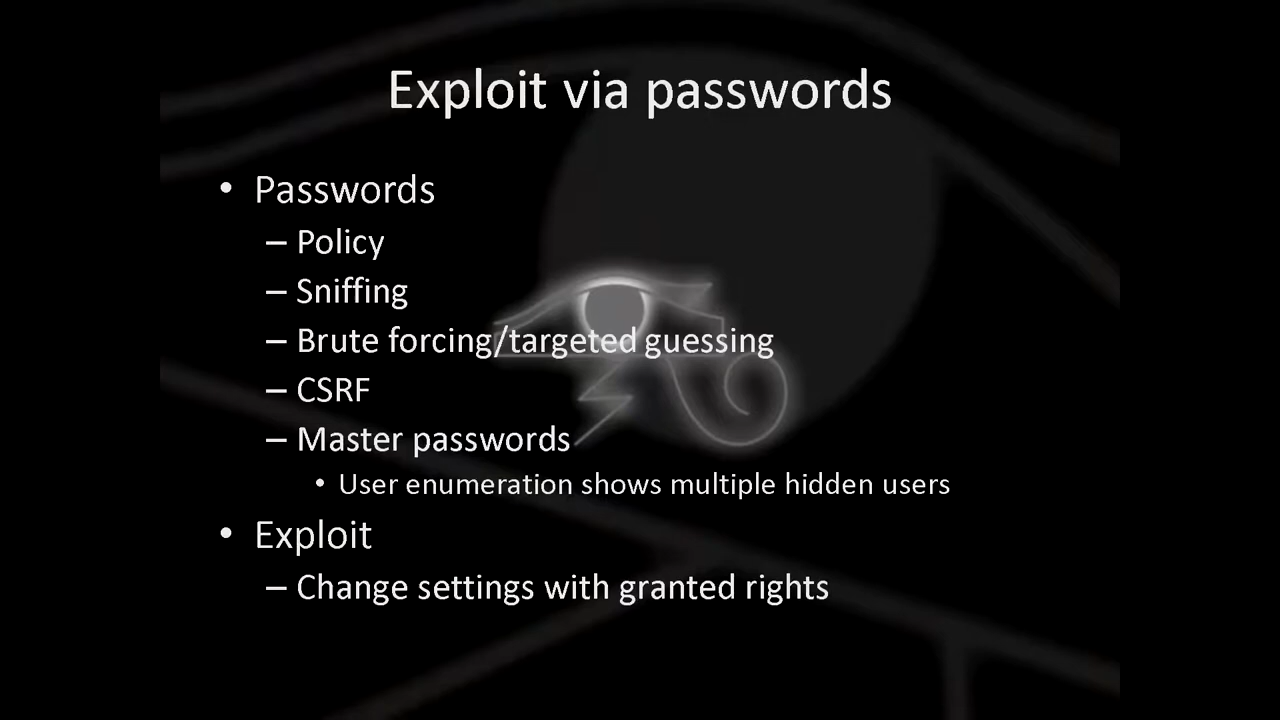 Exploit via passwords
• Passwords
– Policy
– Sniffing
– Brute forcing/targeted guessing
– CSRF
– Master passwords
• User enumeration shows multiple hidden users
• Exploit
– Change settings with granted rights